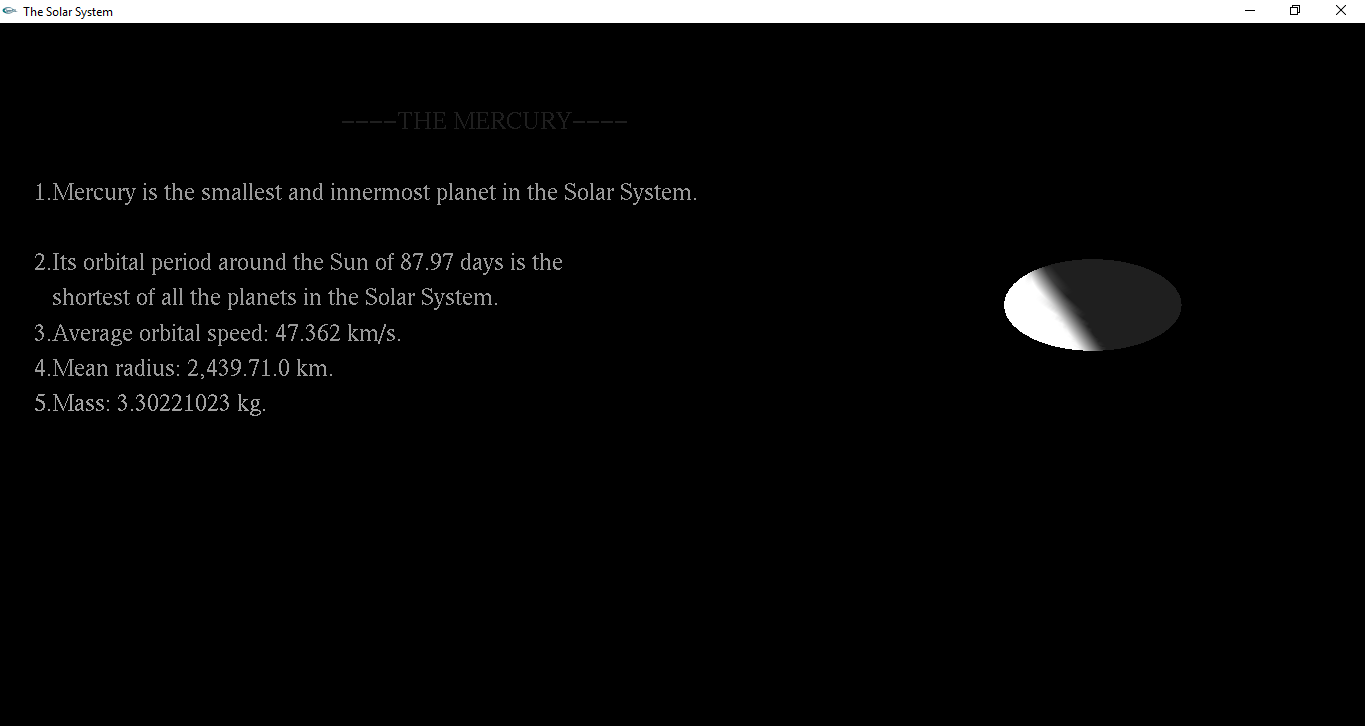 The Solar System
----THE MERCURY----
1.Mercury is the smallest and innermost planet in the Solar System.
2.Its orbital period around the Sun of 87.97 days is the
shortest of all the planets in the Solar System.
3.Average orbital speed: 47.362 km/s.
4.Mean radius: 2,439.71.0 km.
5.Mass: 3.30221023 kg.